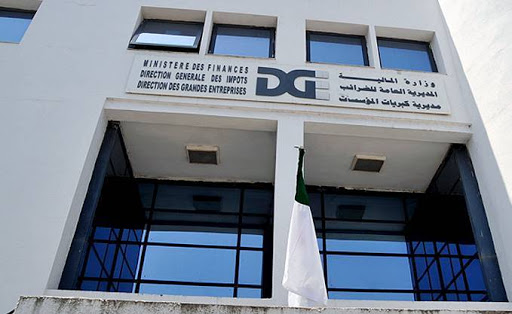 MINISTERE DES FINANCES
DIRECTION GENERALE DES IMPOTS
DIRECTION DES GRANDES ENTREPRISES
DGE
وزارة المالية
المديرية العامة للضرائب
مديرية كبريات المؤسسات